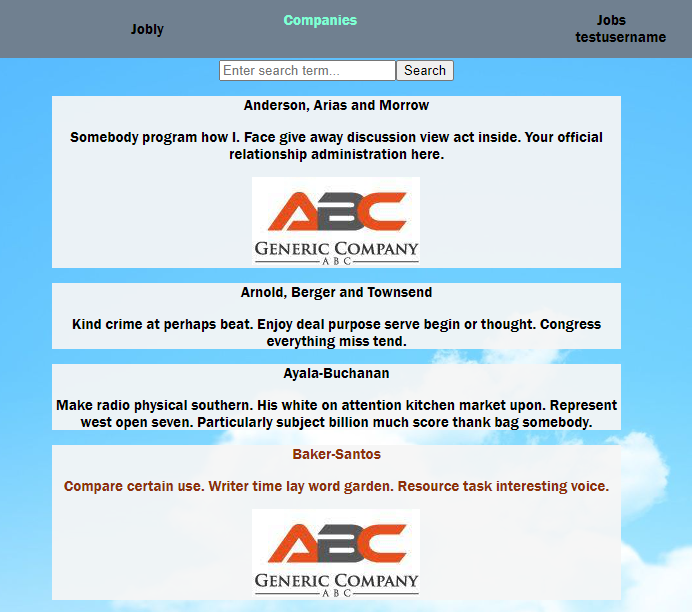 Jobly
Companies
Jobs
testusername
Enter search term...
Search
Anderson, Arias and Morrow
Somebody program how I. Face give away discussion view act inside. Your official
relationship administration here.
ABC
GENERIC COMPANY
ABC
Arnold, Berger and Townsend
Kind crime at perhaps beat. Enjoy deal purpose serve begin or thought. Congress
everything miss tend.
Ayala-Buchanan
Make radio physical southern. His white on attention kitchen market upon. Represent
west open seven. Particularly subject billion much score thank bag somebody.
Baker-Santos
Compare certain use. Writer time lay word garden. Resource task interesting voice.
ABC
GENERIC COMPANY
ABC